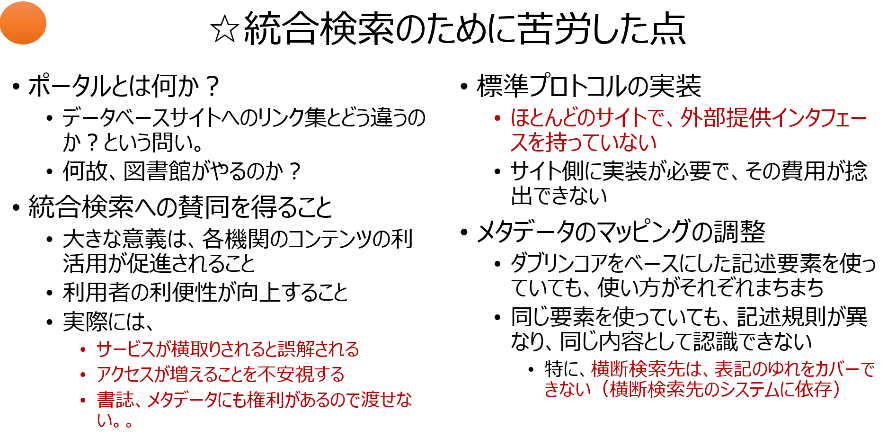 ☆統合検索のために苦労した点
• ポータルとは何か？
• データベースサイトへのリンク集とどう違うの
か？という問い。
• 何故、図書館がやるのか？
• 統合検索への賛同を得ること
• 大きな意義は、各機関のコンテンツの利
活用が促進されること
• 利用者の利便性が向上すること
• 実際には、
• サービスが横取りされると誤解される
• アクセスが増えることを不安視する
• 書誌、メタデータにも権利があるので渡せな
い。。
• 標準プロトコルの実装
• ほとんどのサイトで、外部提供インタフェー
スを持っていない
• サイト側に実装が必要で、その費用が捻
出できない
• メタデータのマッピングの調整
• ダブリンコアをベースにした記述要素を使っ
ていても、使い方がそれぞれまちまち
• 同じ要素を使っていても、記述規則が異
なり、同じ内容として認識できない
• 特に、横断検索先は、表記のゆれをカバーで
きない（横断検索先のシステムに依存）